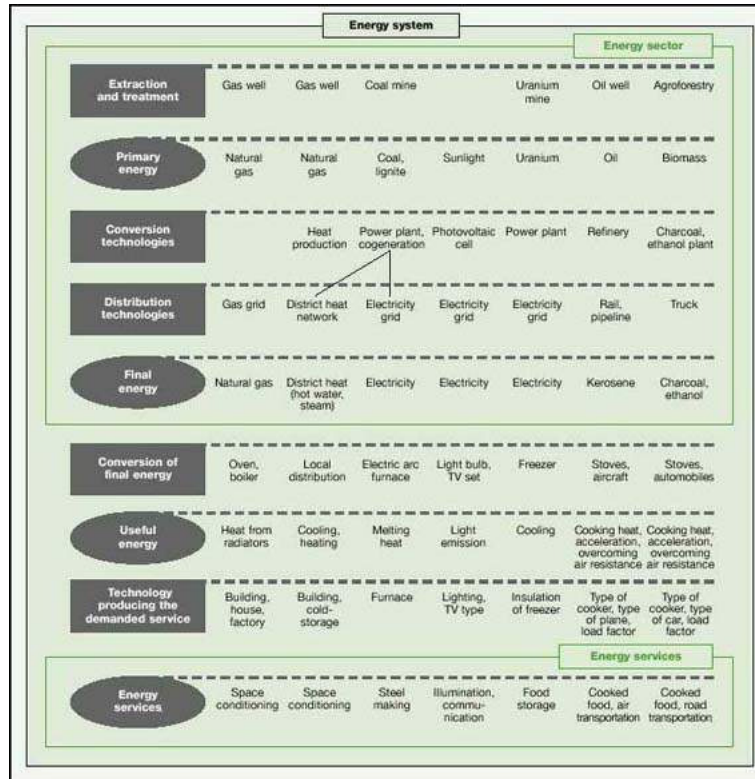 Energy system
Energy sector
Extraction
and treatment
Gas well
Gas well
Coal mine
Uranium
mine
Oil well
Agroforestry
Primary
energy
Natural
gas
Natural
gas
Coal,
lignite
Sunlight
Uranium
Oil
Biomass
Conversion
technologies
Heat
production
Power plant,
cogeneration
Photovoltaic
cell
Power plant
Refinery
Charcoal,
ethanol plant
Distribution
technologies
Gas grid
District heat
network
Electricity
grid
Electricity
grid
Electricity
grid
Rail,
pipeline
Truck
Final
energy
Natural gas
District heat
(hot water,
steam)
Electricity
Electricity
Electricity
Kerosene
Charcoal,
ethanol
Conversion of
final energy
Oven,
boiler
Local
distribution
Electric arc
furnace
Light bulb,
TV set
Freezer
Stoves,
aircraft
Stoves,
automobiles
Useful
energy
Heat from
radiators
Cooling,
heating
Melting
heat
Light
emission
Cooling
Cooking heat,
acceleration,
overcoming
air resistance
Cooking heat,
acceleration,
overcoming
air resistance
Technology
producing the
demanded service
Building,
house,
factory
Building,
cold-
storage
Furnace
Lighting,
TV type
Insulation
of freezer
Type of
cooker, type
of plane,
load factor
Type of
cooker, type
of car, load
factor
Energy services
Energy
services
Space
conditioning
Space
conditioning
Steel
making
Illumination,
commu-
nication
Food
storage
Cooked
food, air
transportation
Cooked
food, road
transportation